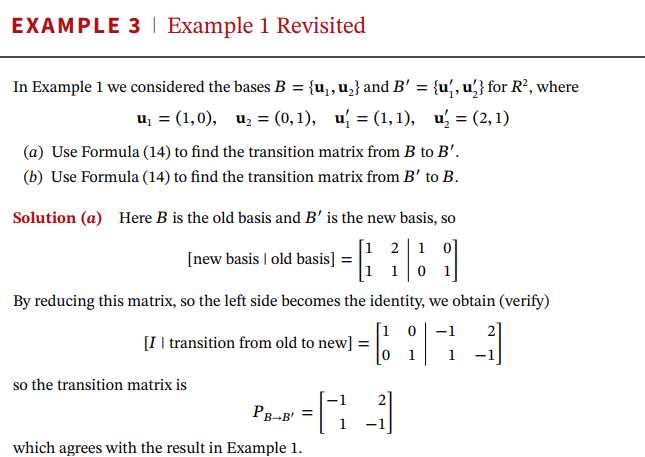 EXAMPLE 3 | Example 1 Revisited
In Example 1 we considered the bases B = {u₁, u₂} and B′ = {u₁′, u₂′} for R², where
u₁ = (1, 0), u₂ = (0, 1), u₁′ = (1, 1), u₂′ = (2, 1)
(a) Use Formula (14) to find the transition matrix from B to B′.
(b) Use Formula (14) to find the transition matrix from B′ to B.
Solution (a) Here B is the old basis and B′ is the new basis, so
[new basis | old basis] = [1 2 | 1 0]
[1 1 | 0 1]
By reducing this matrix, so the left side becomes the identity, we obtain (verify)
[I | transition from old to new] = [1 0 | −1 2]
[0 1 | 1 −1]
so the transition matrix is
P_B→B′ = [−1 2]
[1 −1]
which agrees with the result in Example 1.